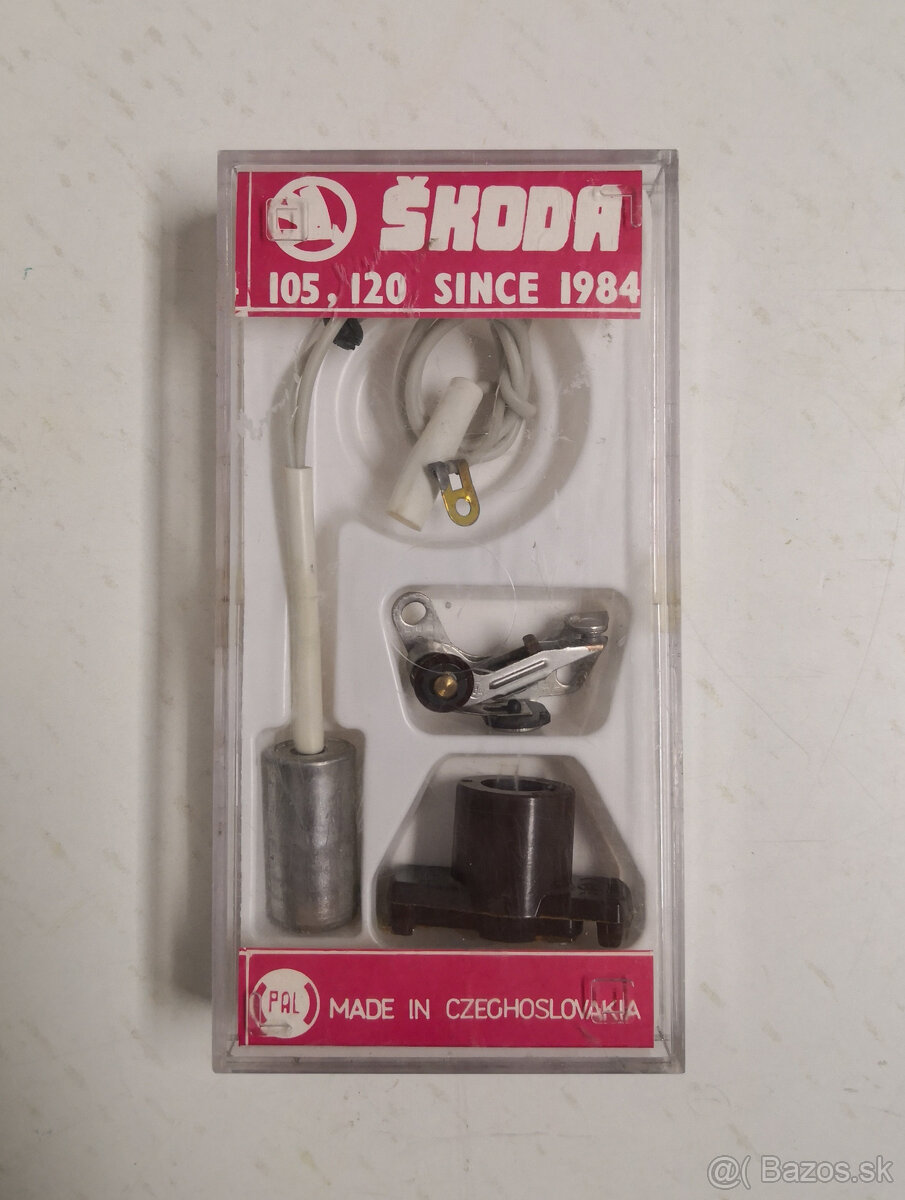 ŠKODA
105, 120 SINCE 1984
PAL
MADE IN CZECHOSLOVAKIA
@( Bazos.sk